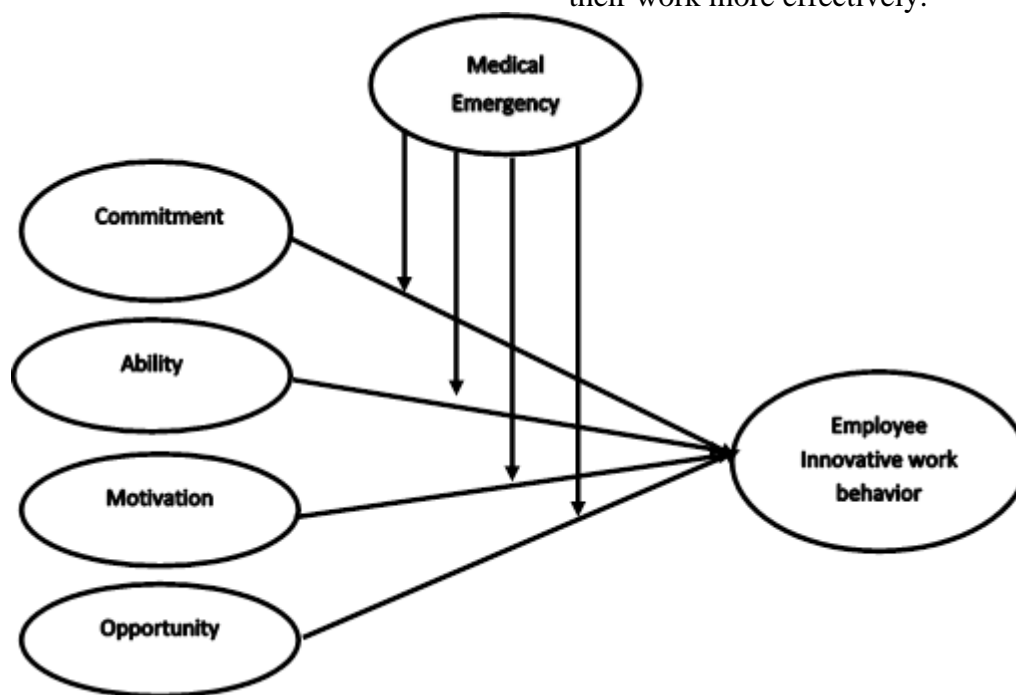 their work more effectively.
Medical
Emergency
Commitment
Ability
Motivation
Opportunity
Employee
Innovative work
behavior